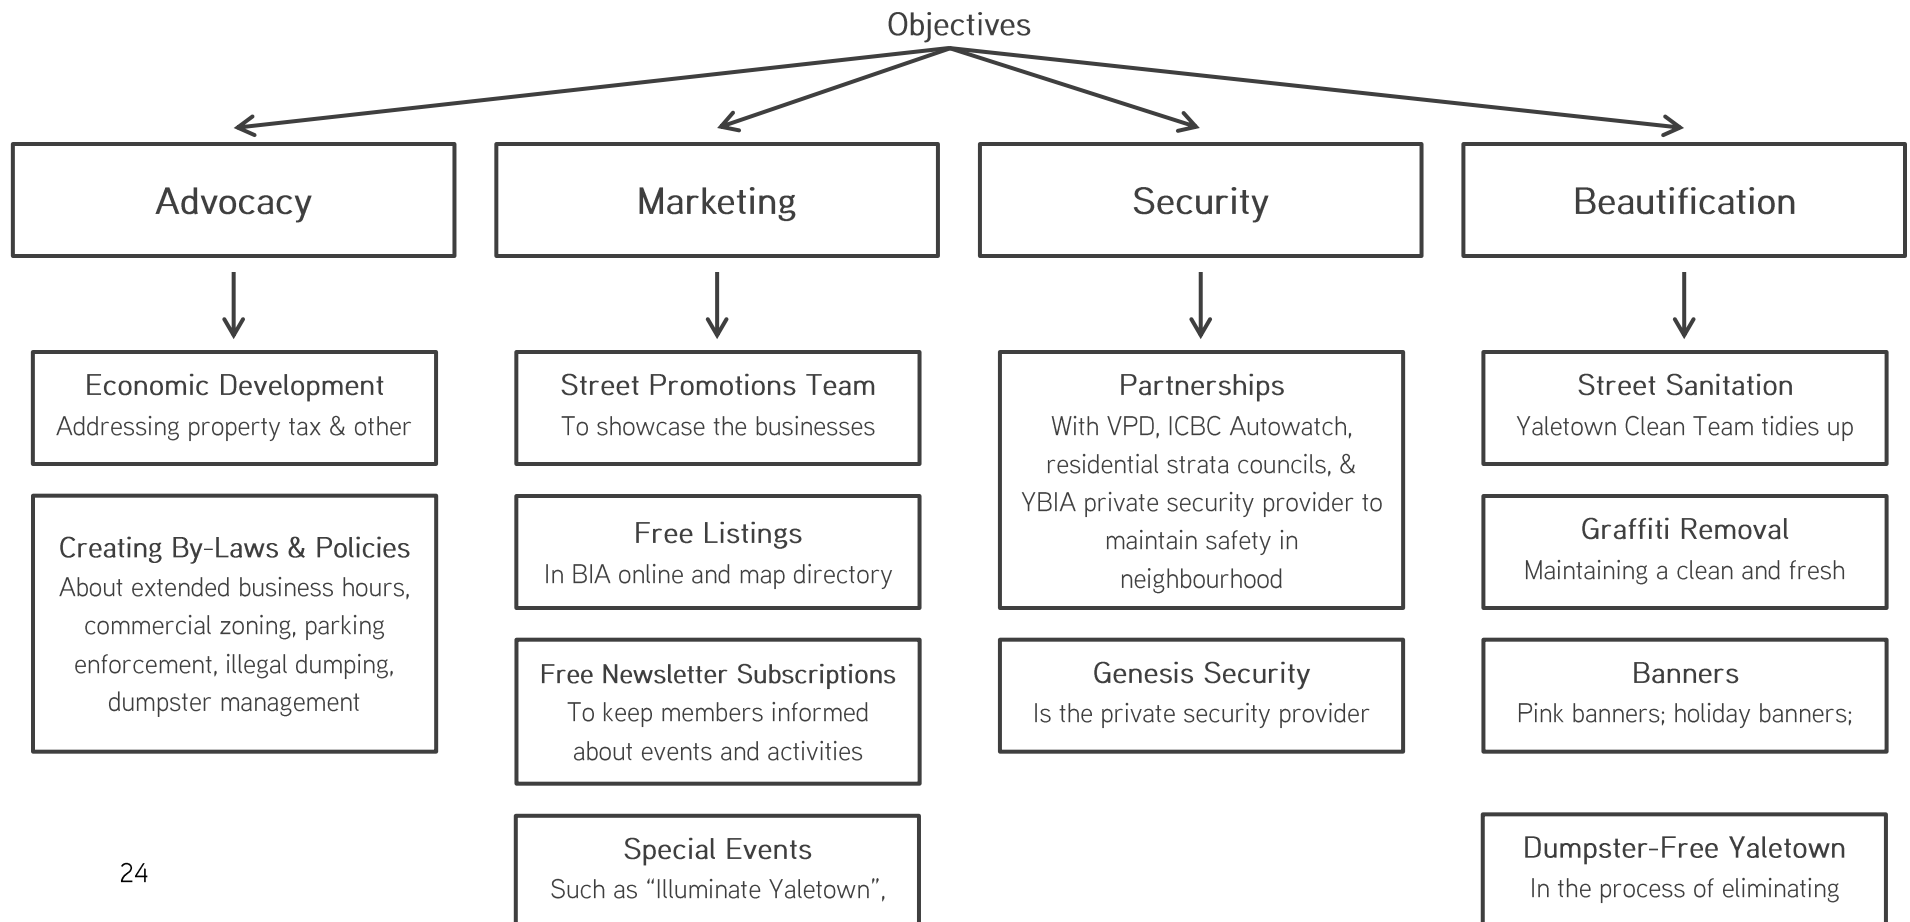 Objectives
Advocacy
Economic Development
Addressing property tax & other
Creating By-Laws & Policies
About extended business hours,
commercial zoning, parking
enforcement, illegal dumping,
dumpster management
Marketing
Street Promotions Team
To showcase the businesses
Free Listings
In BIA online and map directory
Free Newsletter Subscriptions
To keep members informed
about events and activities
Special Events
Such as “Illuminate Yaletown”,
Security
Partnerships
With VPD, ICBC Autowatch,
residential strata councils, &
YBIA private security provider to
maintain safety in
neighbourhood
Genesis Security
Is the private security provider
Beautification
Street Sanitation
Yaletown Clean Team tidies up
Graffiti Removal
Maintaining a clean and fresh
Banners
Pink banners; holiday banners;
Dumpster-Free Yaletown
In the process of eliminating
24